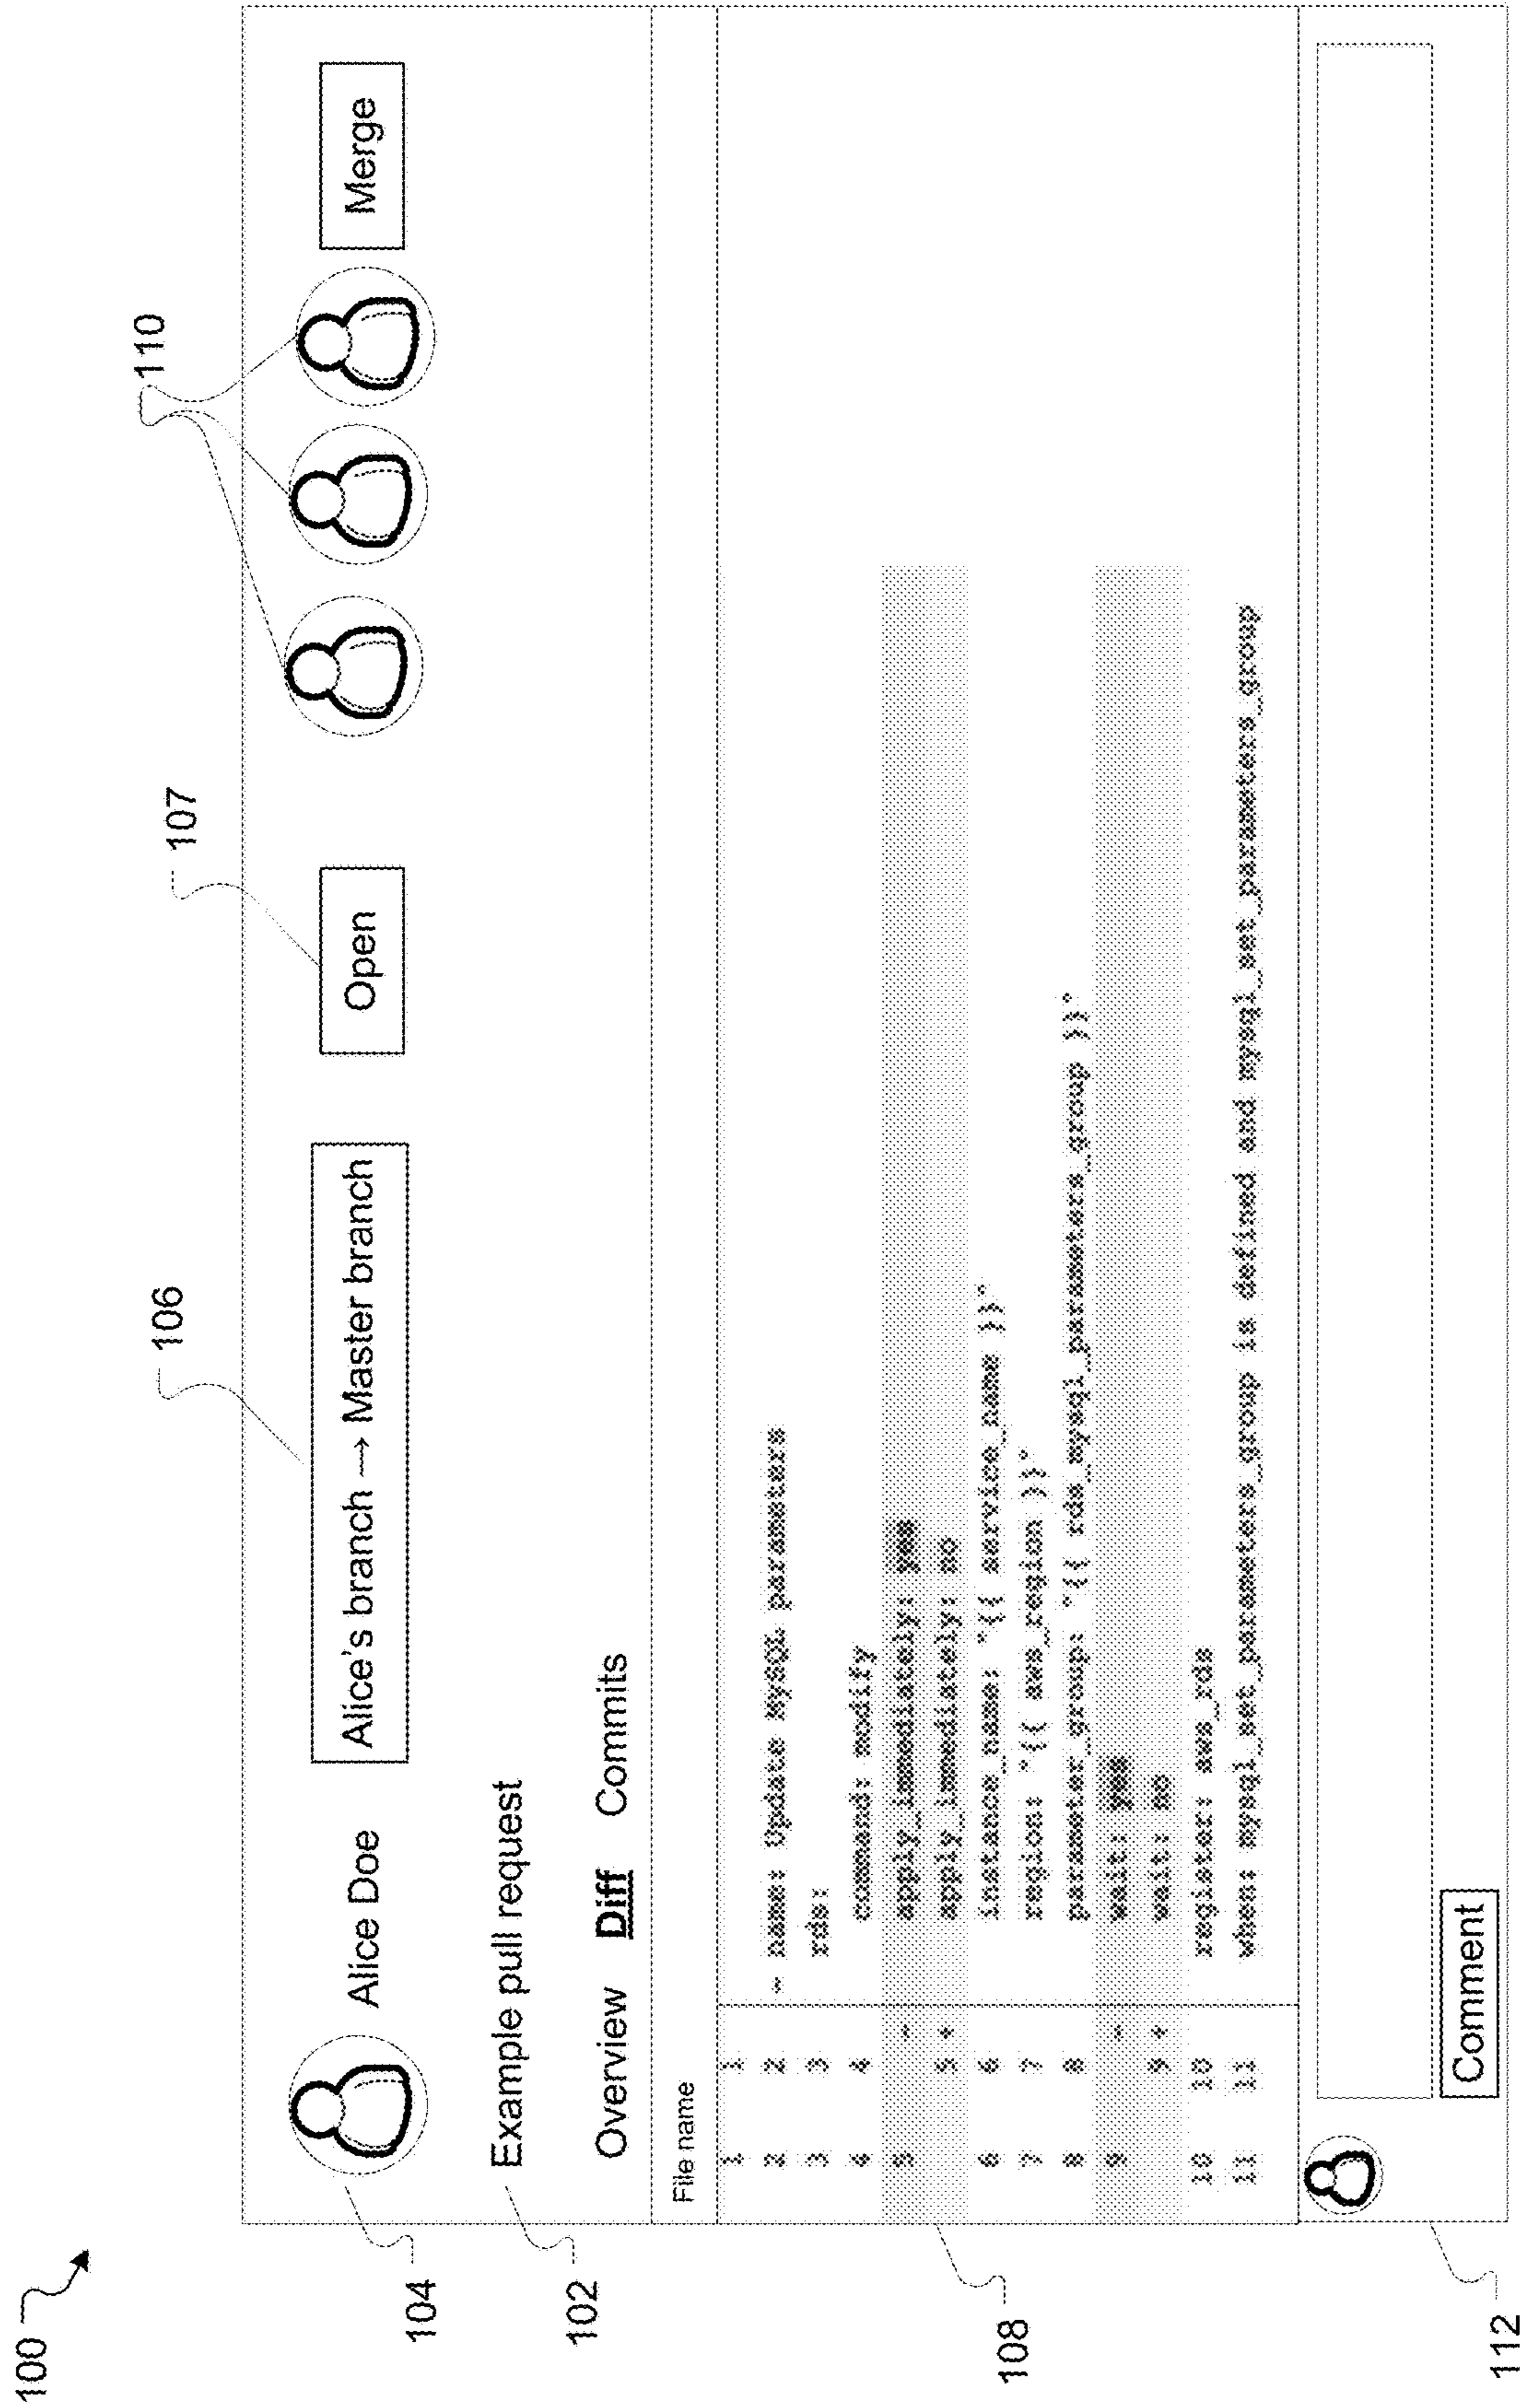 100
110
107
106
104
Alice Doe
Alice's branch → Master branch
Open
Merge
102
Example pull request
Overview Diff Commits
File name
1 1
2 2 - name: Update MySQL parameters
3 3 rds:
4 4 command: modify
5 - apply_immediately: yes
5 + apply_immediately: no
6 6 instance_name: "{{ service_name }}"
7 7 region: "{{ aws_region }}"
8 8 parameter_group: "{{ rds_mysql_parameters_group }}"
9 - wait: yes
9 + wait: no
10 10 register: aws_rds
11 11 when: mysql_set_parameters_group is defined and mysql_set_parameters_group
108
Comment
112